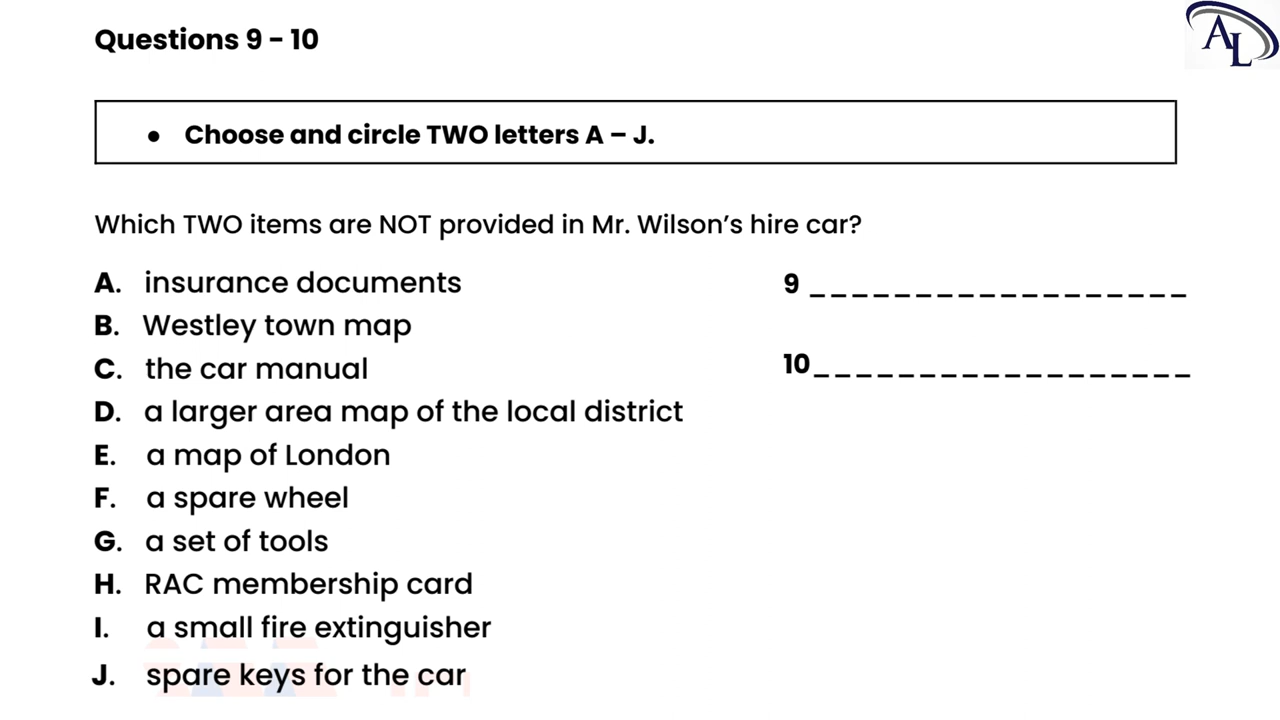 AL
Questions 9 – 10
• Choose and circle TWO letters A – J.
Which TWO items are NOT provided in Mr. Wilson’s hire car?
A. insurance documents
9 __________________
B. Westley town map
C. the car manual
10__________________
D. a larger area map of the local district
E. a map of London
F. a spare wheel
G. a set of tools
H. RAC membership card
I. a small fire extinguisher
J. spare keys for the car